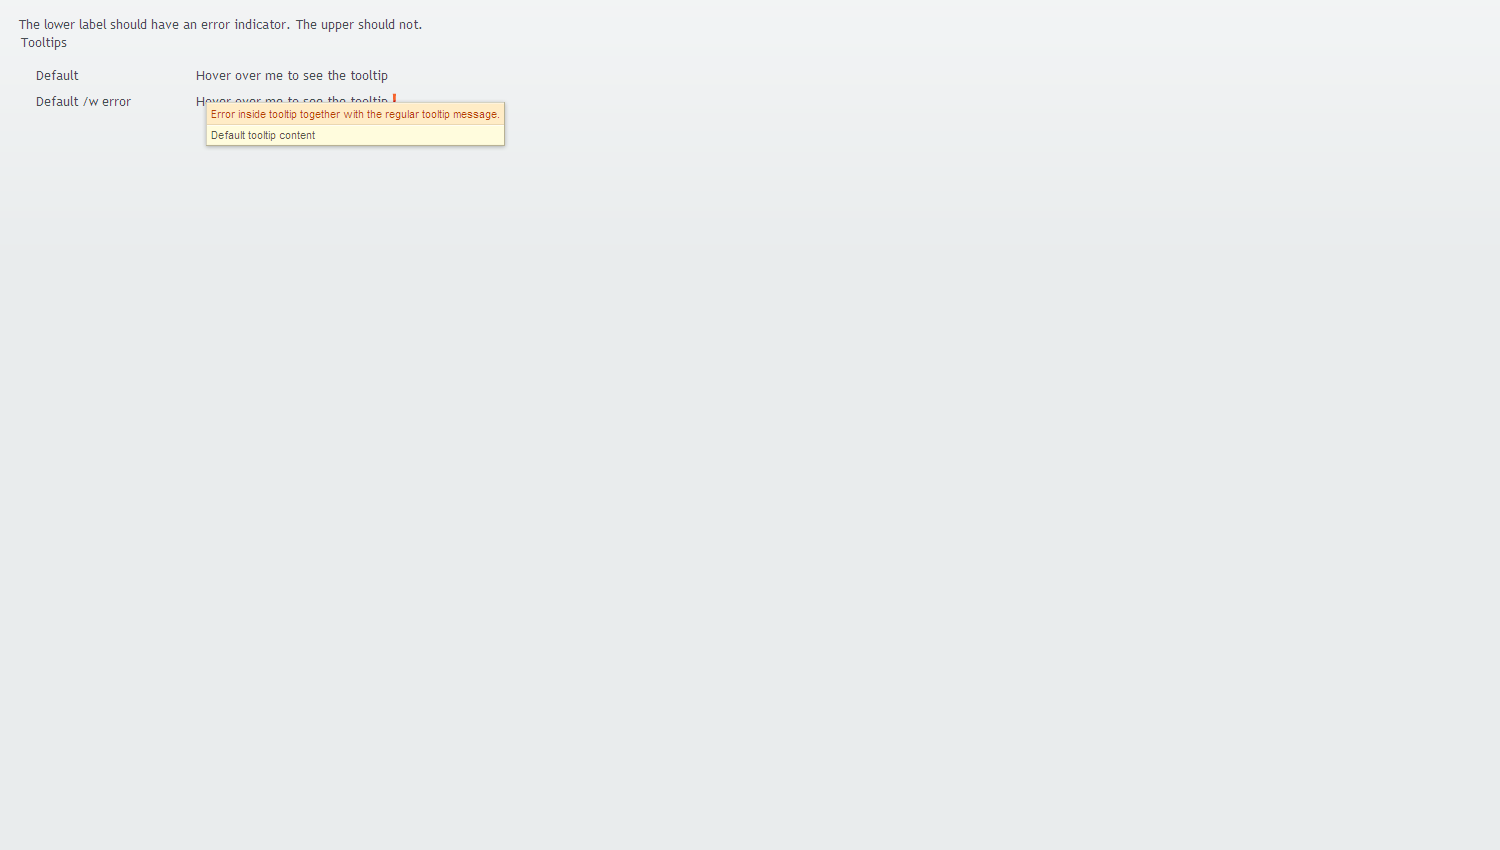 The lower label should have an error indicator. The upper should not.
Tooltips
Default Hover over me to see the tooltip
Default /w error Hover over me to see the tooltip !
Error inside tooltip together with the regular tooltip message.
Default tooltip content